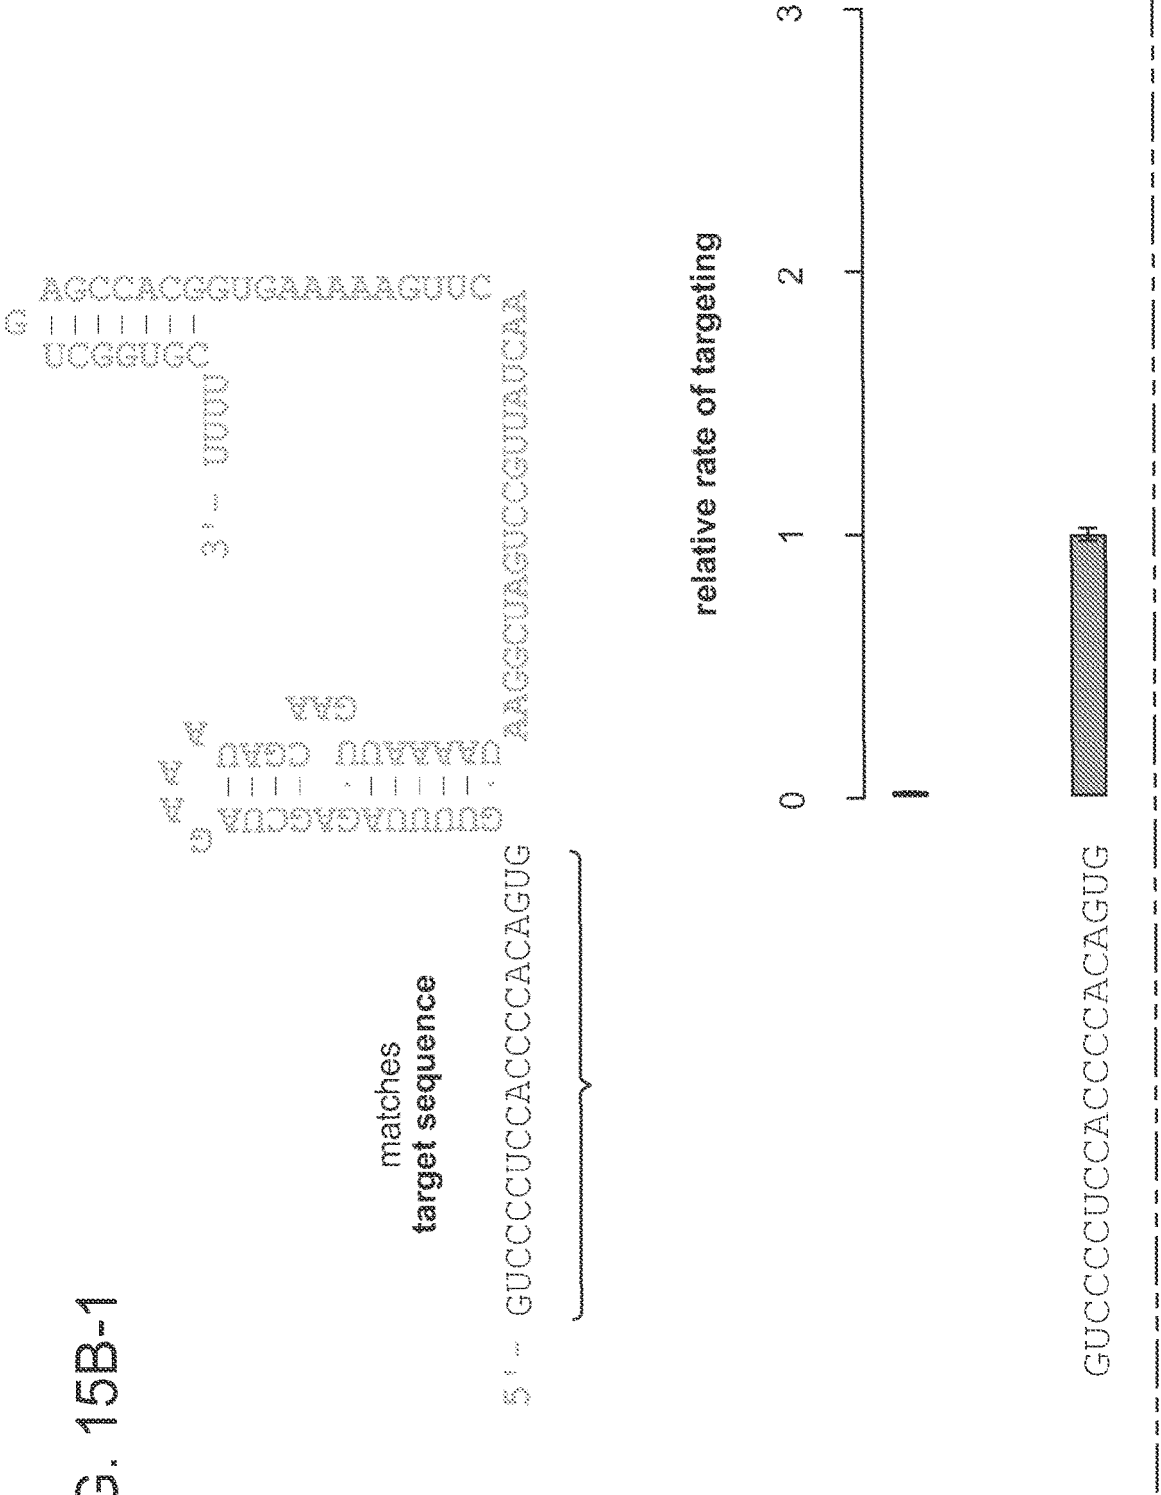 G. 15B-1
matches
target sequence
5'- GUCCCCUCCACCCCACAGUG
GUUUUAGAGCUA
G
A
A
A
UAAAAUU CGAU
GAA
AAGGCUAGUCCGUUAUCAA
AGCCACGGUGAAAAAGUUC
G
UCGGUGC
3'- UUUU
relative rate of targeting
0 1 2 3
GUCCCCUCCACCCCACAGUG